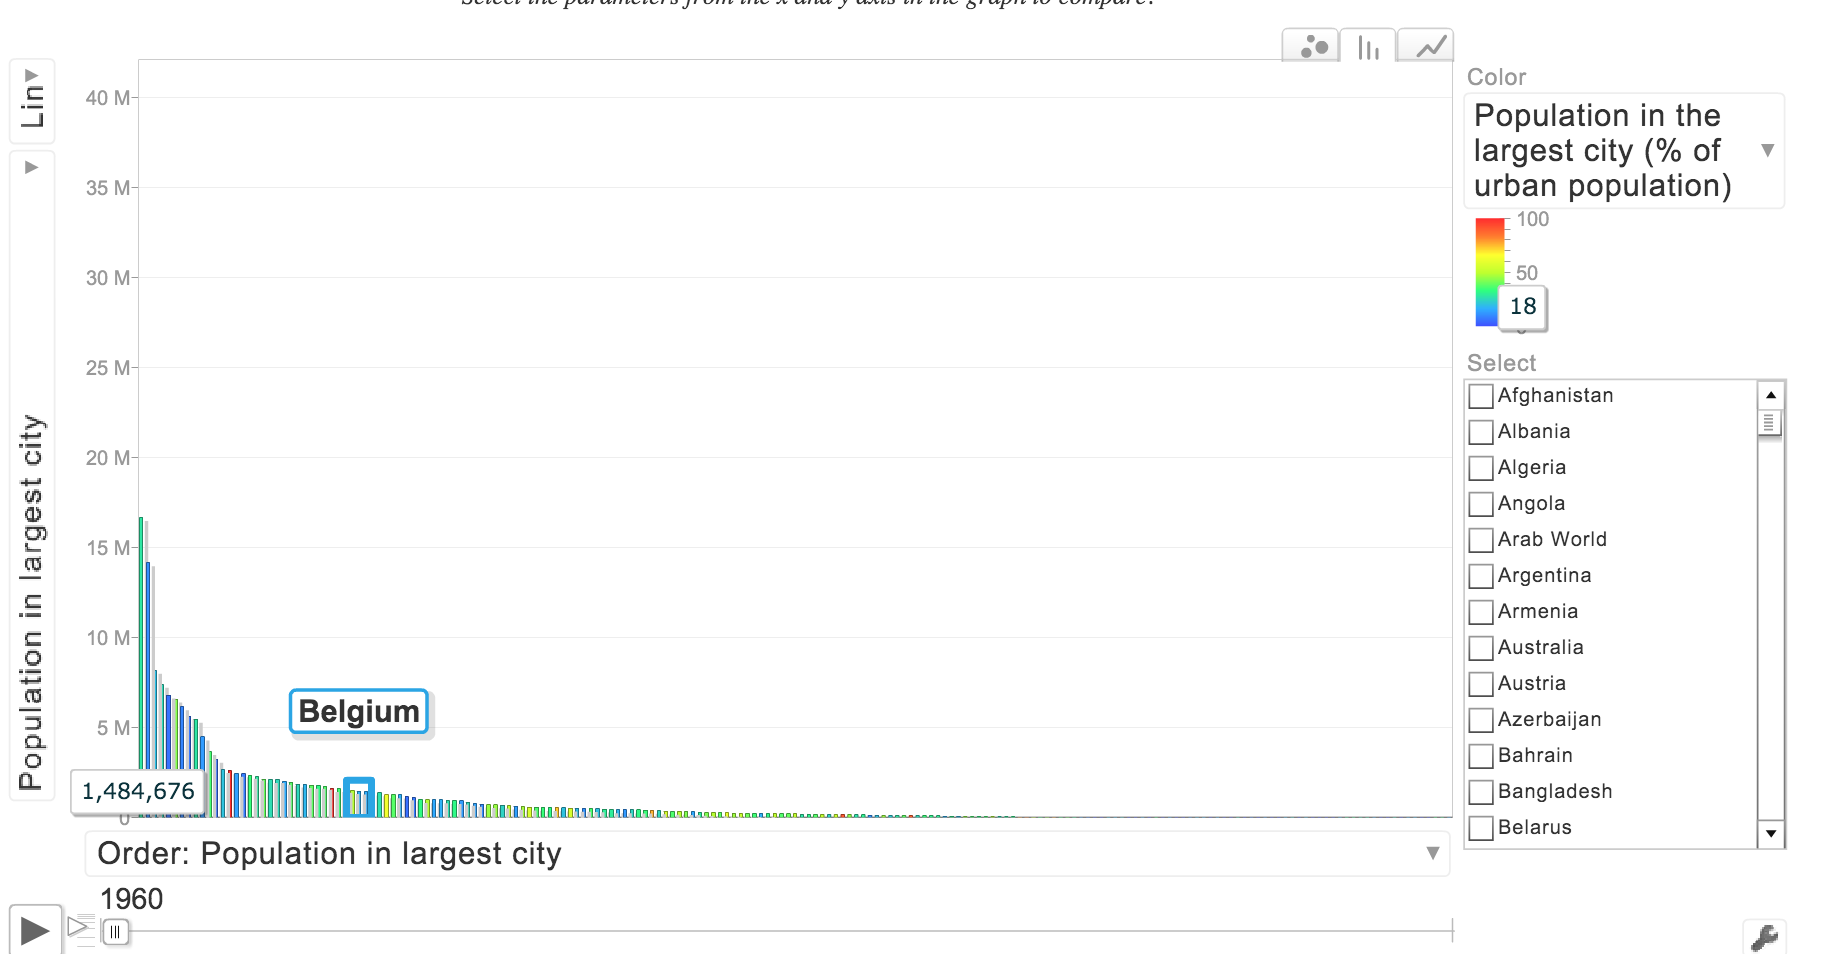 Select the parameters from the x and y axis in the graph to compare.
Lin
Population in largest city
40 M
35 M
30 M
25 M
20 M
15 M
10 M
5 M
0
Belgium
1,484,676
Order: Population in largest city
1960
Color
Population in the
largest city (% of
urban population)
100
50
18
Select
Afghanistan
Albania
Algeria
Angola
Arab World
Argentina
Armenia
Australia
Austria
Azerbaijan
Bahrain
Bangladesh
Belarus